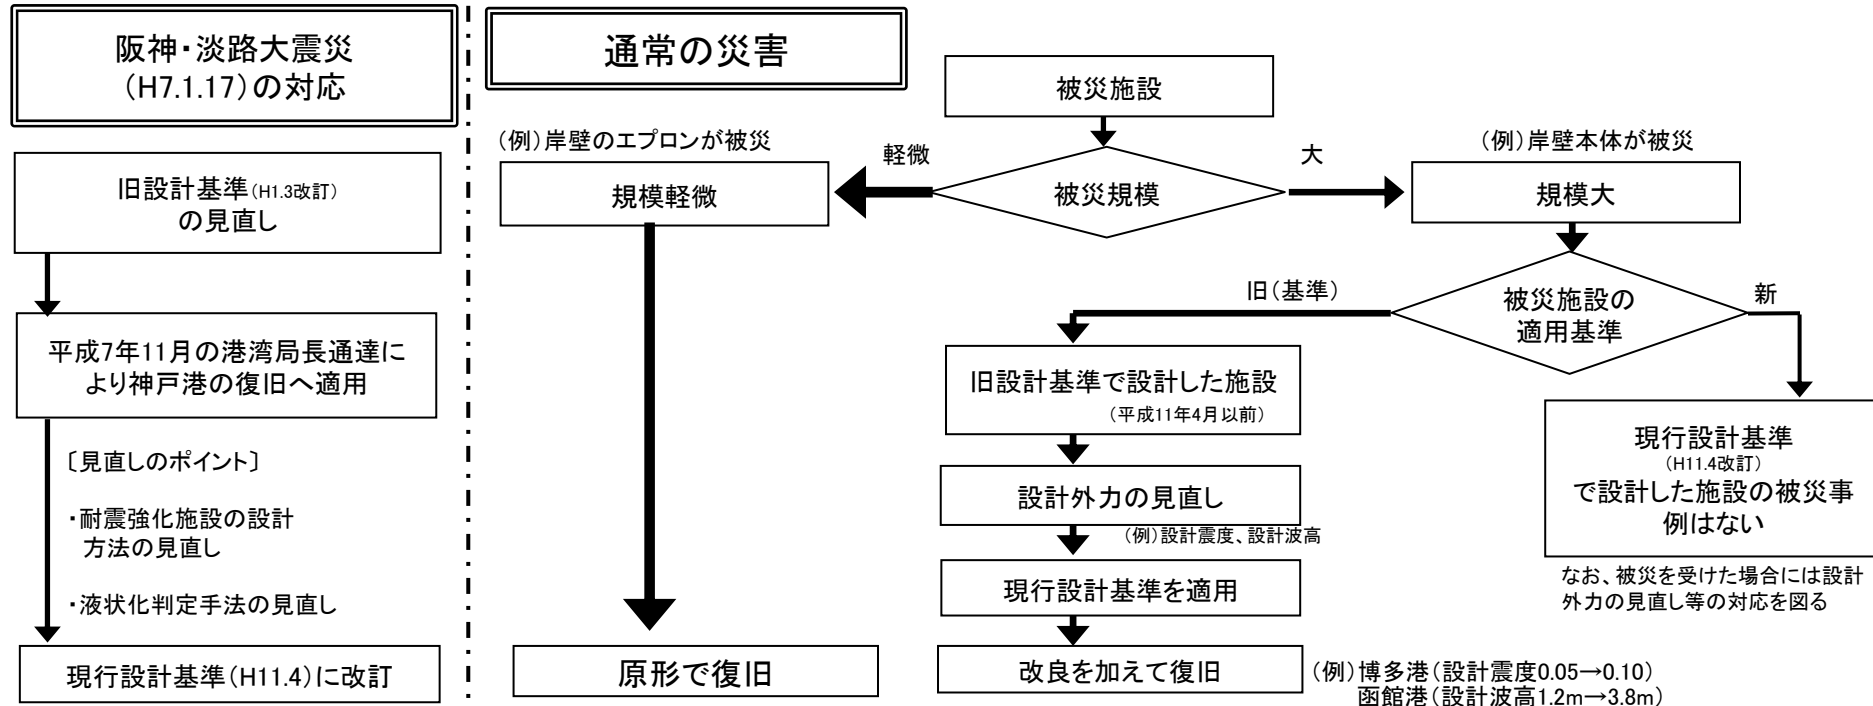 阪神・淡路大震災
（H7.1.17）の対応
旧設計基準（H1.3改訂）
の見直し
平成7年11月の港湾局長通達に
より神戸港の復旧へ適用
〔見直しのポイント〕
・耐震強化施設の設計
方法の見直し
・液状化判定手法の見直し
現行設計基準（H11.4）に改訂
通常の災害
被災施設
被災規模
軽微
大
（例）岸壁のエプロンが被災
規模軽微
原形で復旧
（例）岸壁本体が被災
規模大
被災施設の
適用基準
旧（基準）
新
旧設計基準で設計した施設
（平成11年4月以前）
設計外力の見直し
（例）設計震度、設計波高
現行設計基準を適用
改良を加えて復旧
（例）博多港（設計震度0.05→0.10）
函館港（設計波高1.2m→3.8m）
現行設計基準
（H11.4改訂）
で設計した施設の被災事
例はない
なお、被災を受けた場合には設計
外力の見直し等の対応を図る